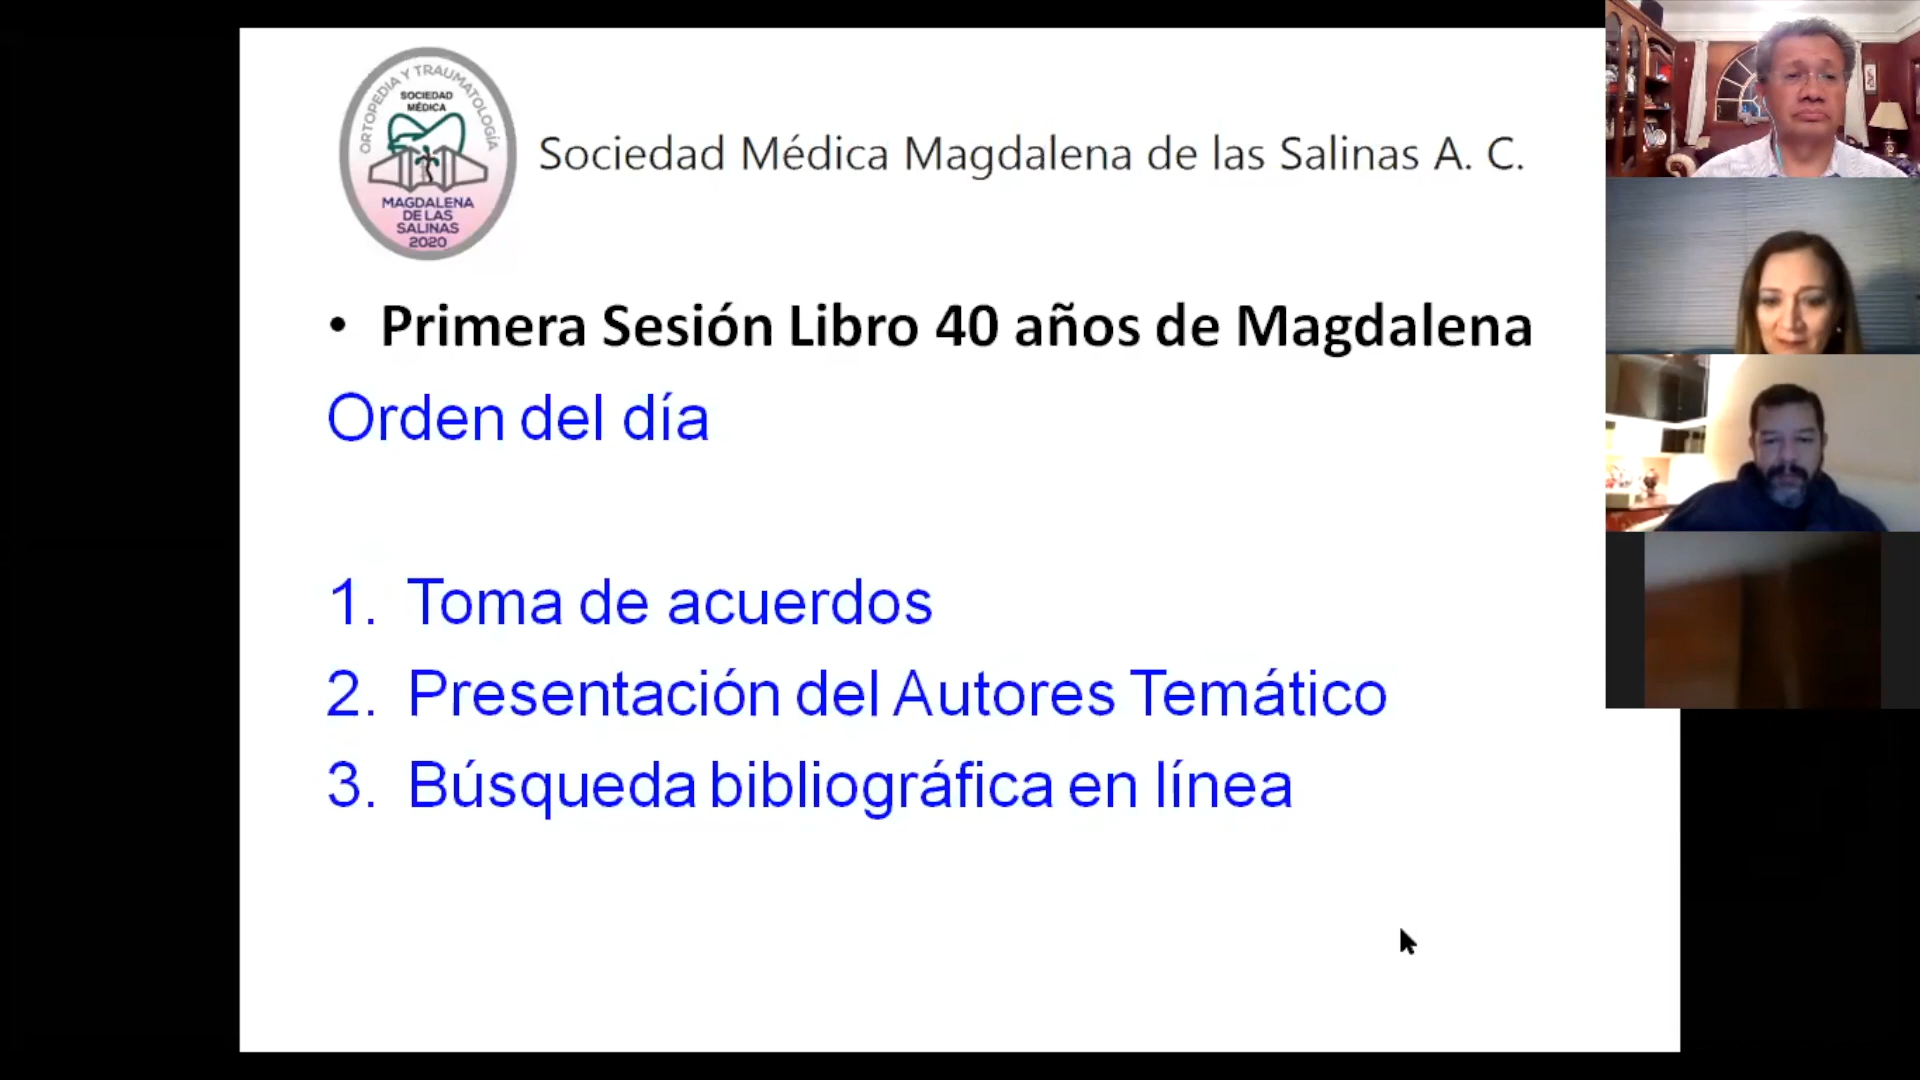 ORTOPEDIA Y TRAUMATOLOGÍA
SOCIEDAD
MÉDICA
MAGDALENA
DE LAS
SALINAS
2020
Sociedad Médica Magdalena de las Salinas A. C.
• Primera Sesión Libro 40 años de Magdalena
Orden del día
1. Toma de acuerdos
2. Presentación del Autores Temático
3. Búsqueda bibliográfica en línea